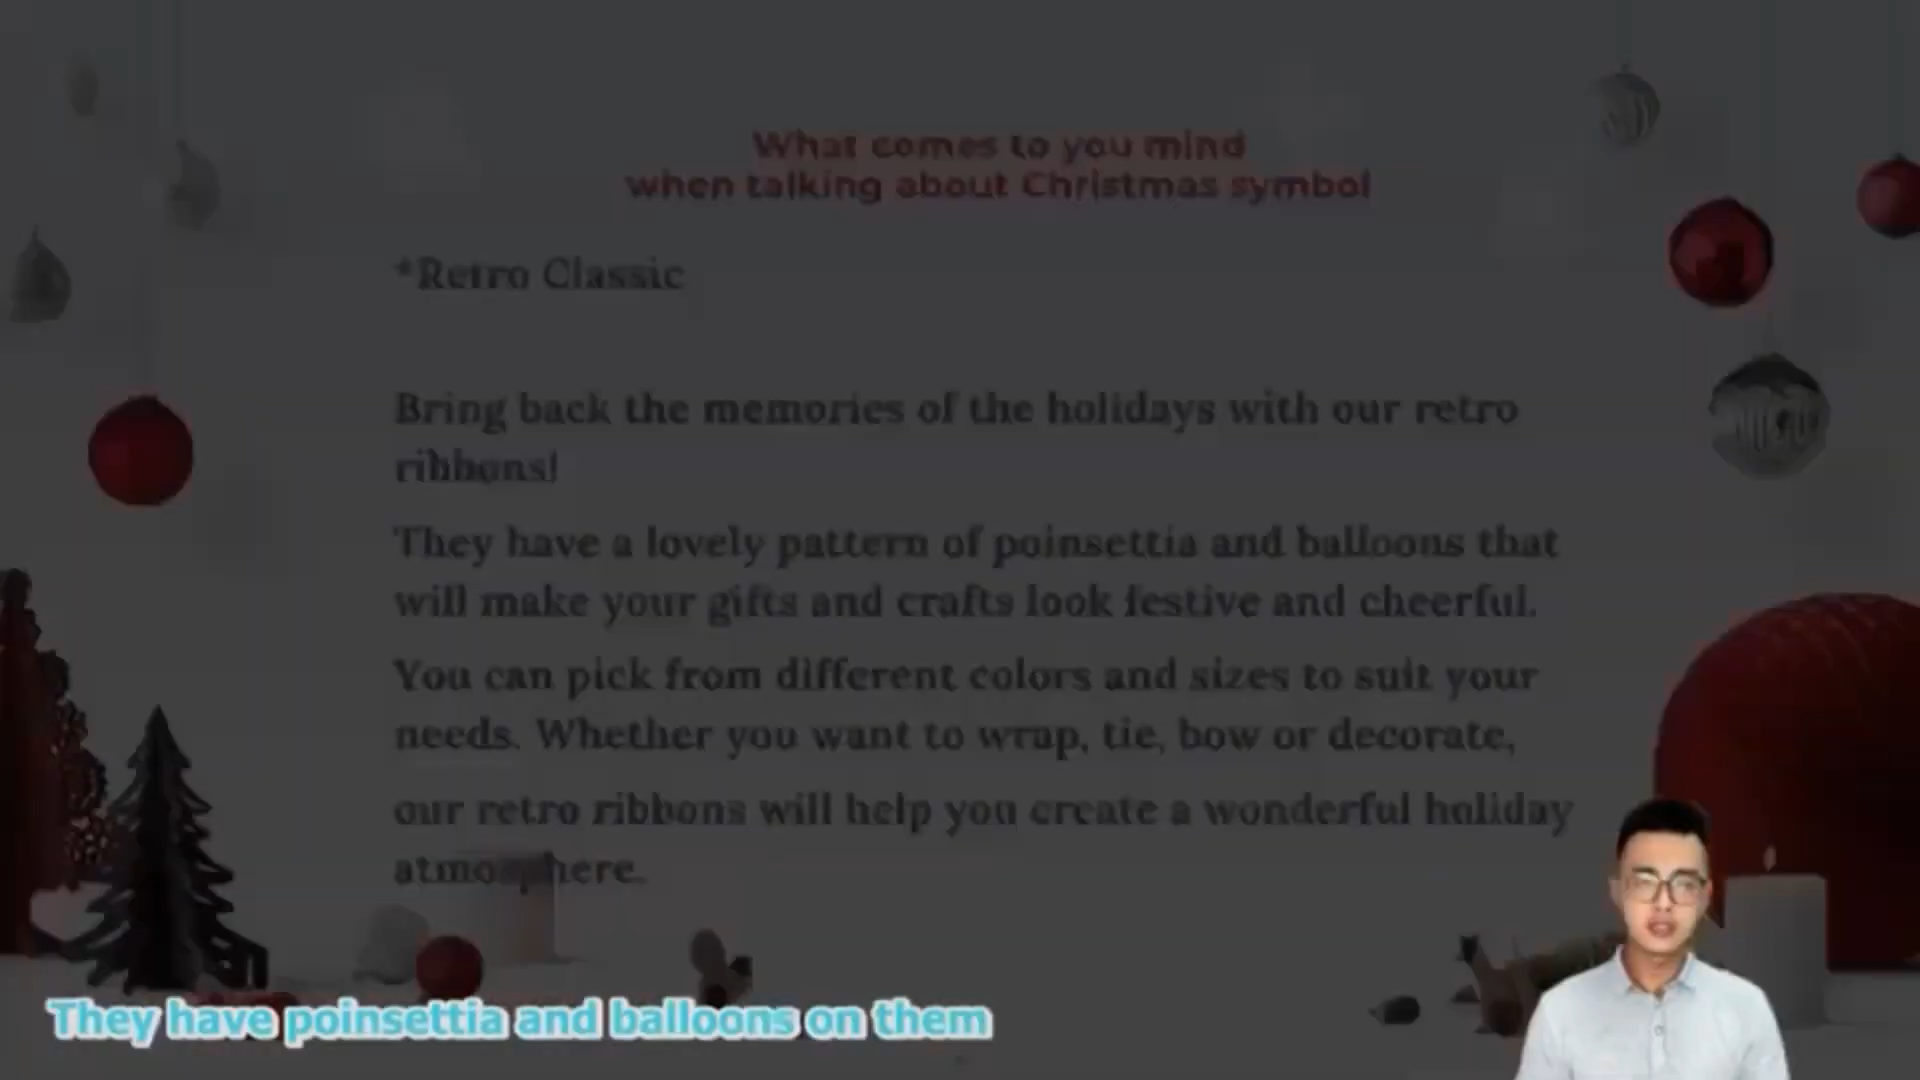 What comes to you mind
when talking about Christmas symbol
*Retro Classic
Bring back the memories of the holidays with our retro
ribbons!
They have a lovely pattern of poinsettia and balloons that
will make your gifts and crafts look festive and cheerful.
You can pick from different colors and sizes to suit your
needs. Whether you want to wrap, tie, bow or decorate,
our retro ribbons will help you create a wonderful holiday
atmosphere.
They have poinsettia and balloons on them